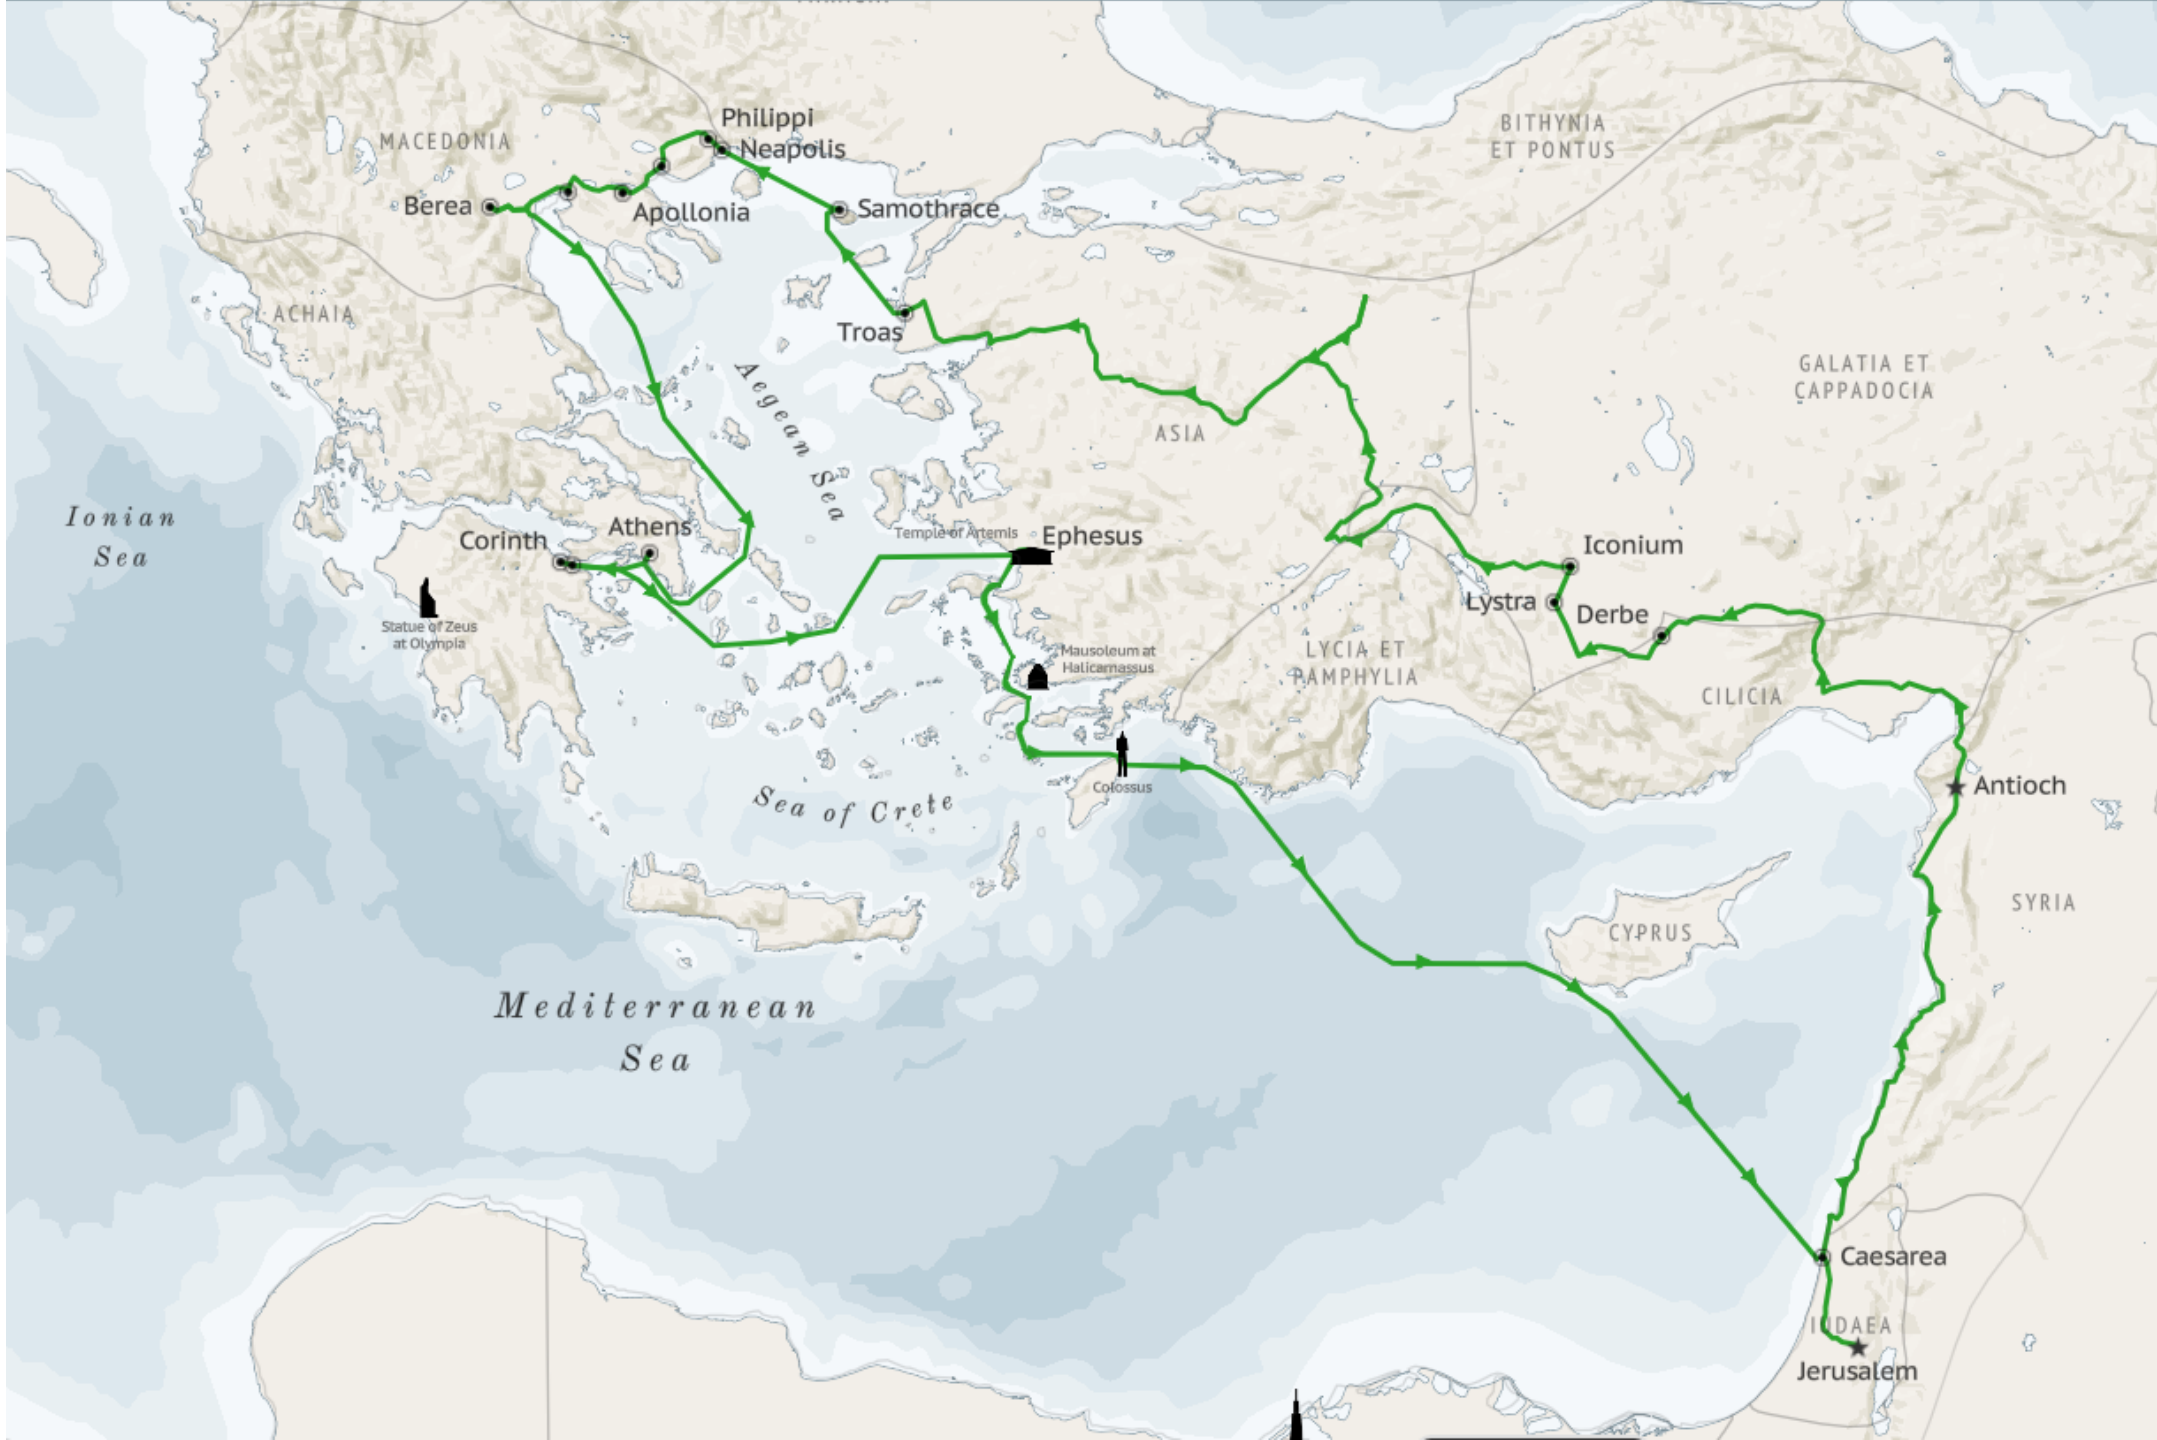 Philippi
Neapolis
MACEDONIA
BITHYNIA
ET PONTUS
Berea
Apollonia
Samothrace
ACHAIA
Troas
GALATIA ET
CAPPADOCIA
Aegean Sea
ASIA
Ionian
Sea
Corinth
Athens
Temple of Artemis
Ephesus
Iconium
Lystra
Derbe
Statue of Zeus
at Olympia
Mausoleum at
Halicarnassus
LYCIA ET
PAMPHYLIA
CILICIA
Antioch
Colossus
Sea of Crete
SYRIA
CYPRUS
Mediterranean
Sea
Caesarea
IUDAEA
Jerusalem